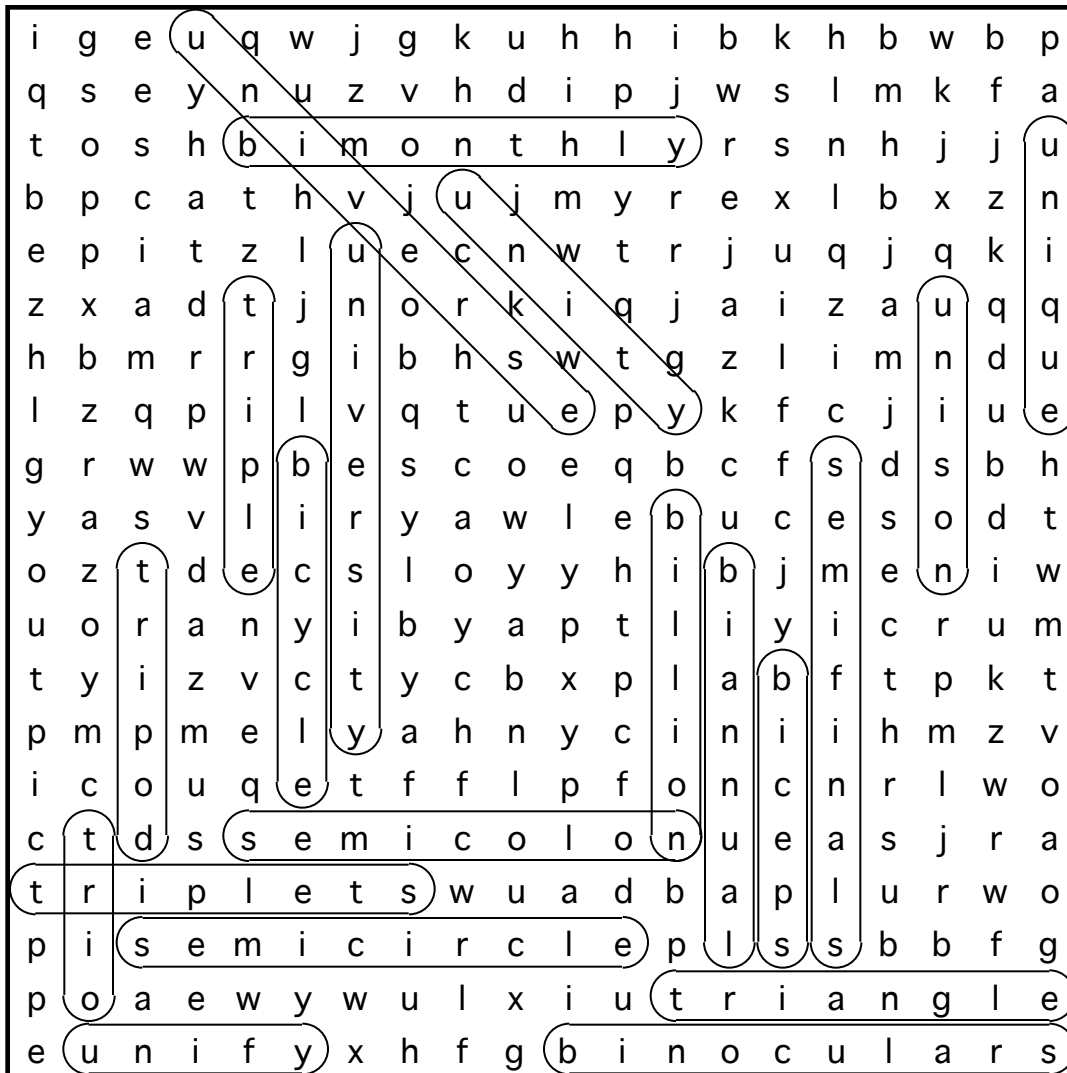 i g e u q w j g k u h h i b k h b w b p
q s e y n u z v h d i p j w s l m k f a
t o s h b i m o n t h l y r s n h j j u
b p c a t h v j u j m y r e x l b x z n
e p i t z l u e c n w t r j u q j q k i
z x a d t j n o r k i q j a i z a u q q
h b m r r g i b h s w t g z l i m n d u
l z q p i l v q t u e p y k f c j i u e
g r w w p b e s c o e q b c f s d s b h
y a s v l i r y a w l e b u c e s o d t
o z t d e c s l o y y h i b j m e n i w
u o r a n y i b y a p t l i y i c r u m
t y i z v c t y c b x p l a b f t p k t
p m p m e l y a h n y c i n i i h m z v
i c o u q e t f f l p f o n c n r l w o
c t d s s e m i c o l o n u e a s j r a
t r i p l e t s w u a d b a p l u r w o
p i s e m i c i r c l e p l s s b b f g
p o a e w y w u l x i u t r i a n g l e
e u n i f y x h f g b i n o c u l a r s